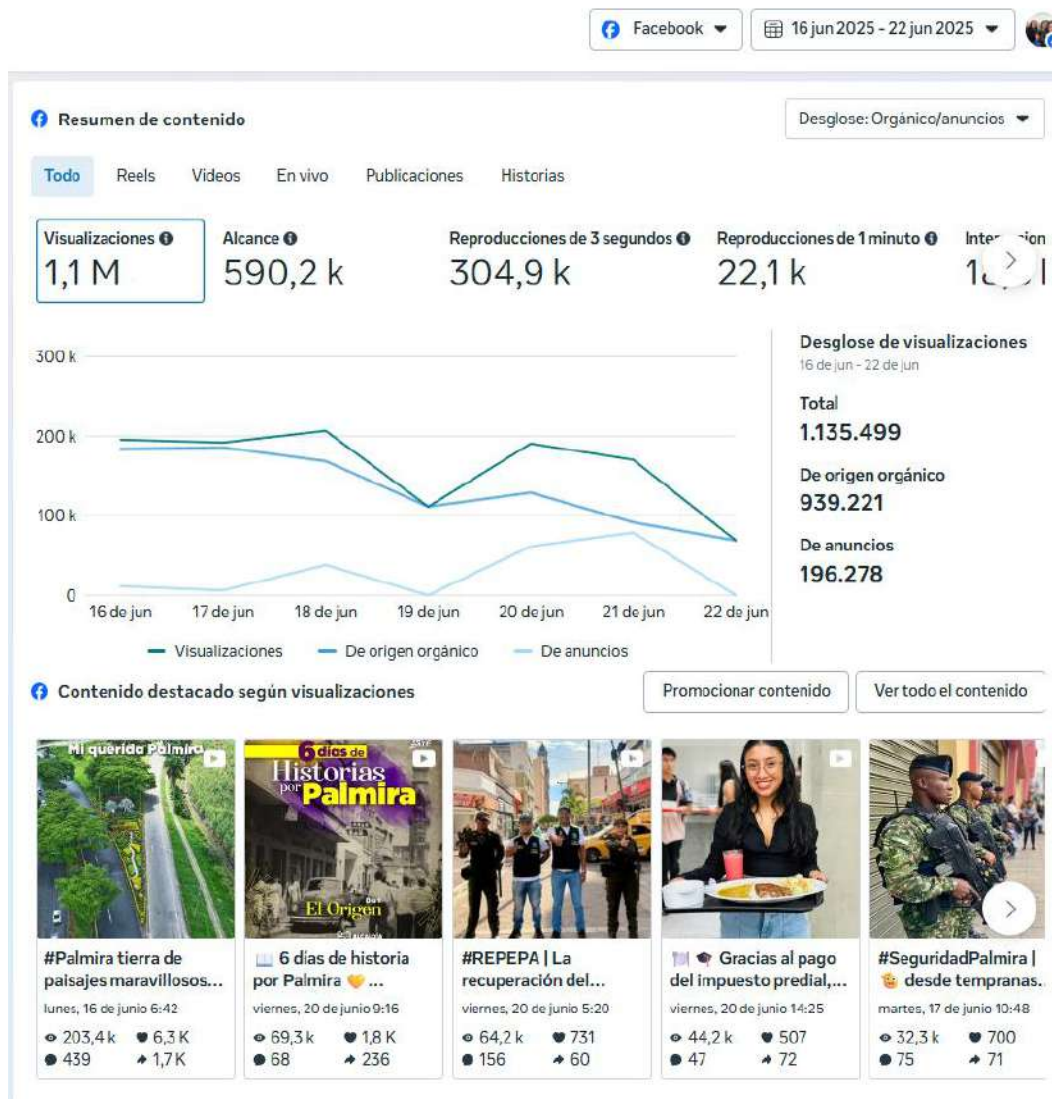 Facebook
16 jun 2025 - 22 jun 2025
Resumen de contenido
Desglose: Orgánico/anuncios
Todo Reels Videos En vivo Publicaciones Historias
Visualizaciones Alcance Reproducciones de 3 segundos Reproducciones de 1 minuto
1,1 M 590,2 k 304,9 k 22,1 k
300 k
200 k
100 k
0
16 de jun 17 de jun 18 de jun 19 de jun 20 de jun 21 de jun 22 de jun
Visualizaciones De origen orgánico De anuncios
Desglose de visualizaciones
16 de jun - 22 de jun
Total
1.135.499
De origen orgánico
939.221
De anuncios
196.278
Contenido destacado según visualizaciones
Promocionar contenido
Ver todo el contenido
Mi querida Palmira
#Palmira tierra de
paisajes maravillosos...
lunes, 16 de junio 6:42
203,4 k 6,3 K
439 1,7 K
6 días de
Historias
por Palmira
Día 1
El Origen
📖 6 días de historia
por Palmira 🧡 ...
viernes, 20 de junio 9:16
69,3 k 1,8 K
68 236
#REPEPA | La
recuperación del...
viernes, 20 de junio 5:20
64,2 k 731
156 60
🍽️ 🎓 Gracias al pago
del impuesto predial,...
viernes, 20 de junio 14:25
44,2 k 507
47 72
#SeguridadPalmira |
🫡 desde tempranas...
martes, 17 de junio 10:48
32,3 k 700
75 71